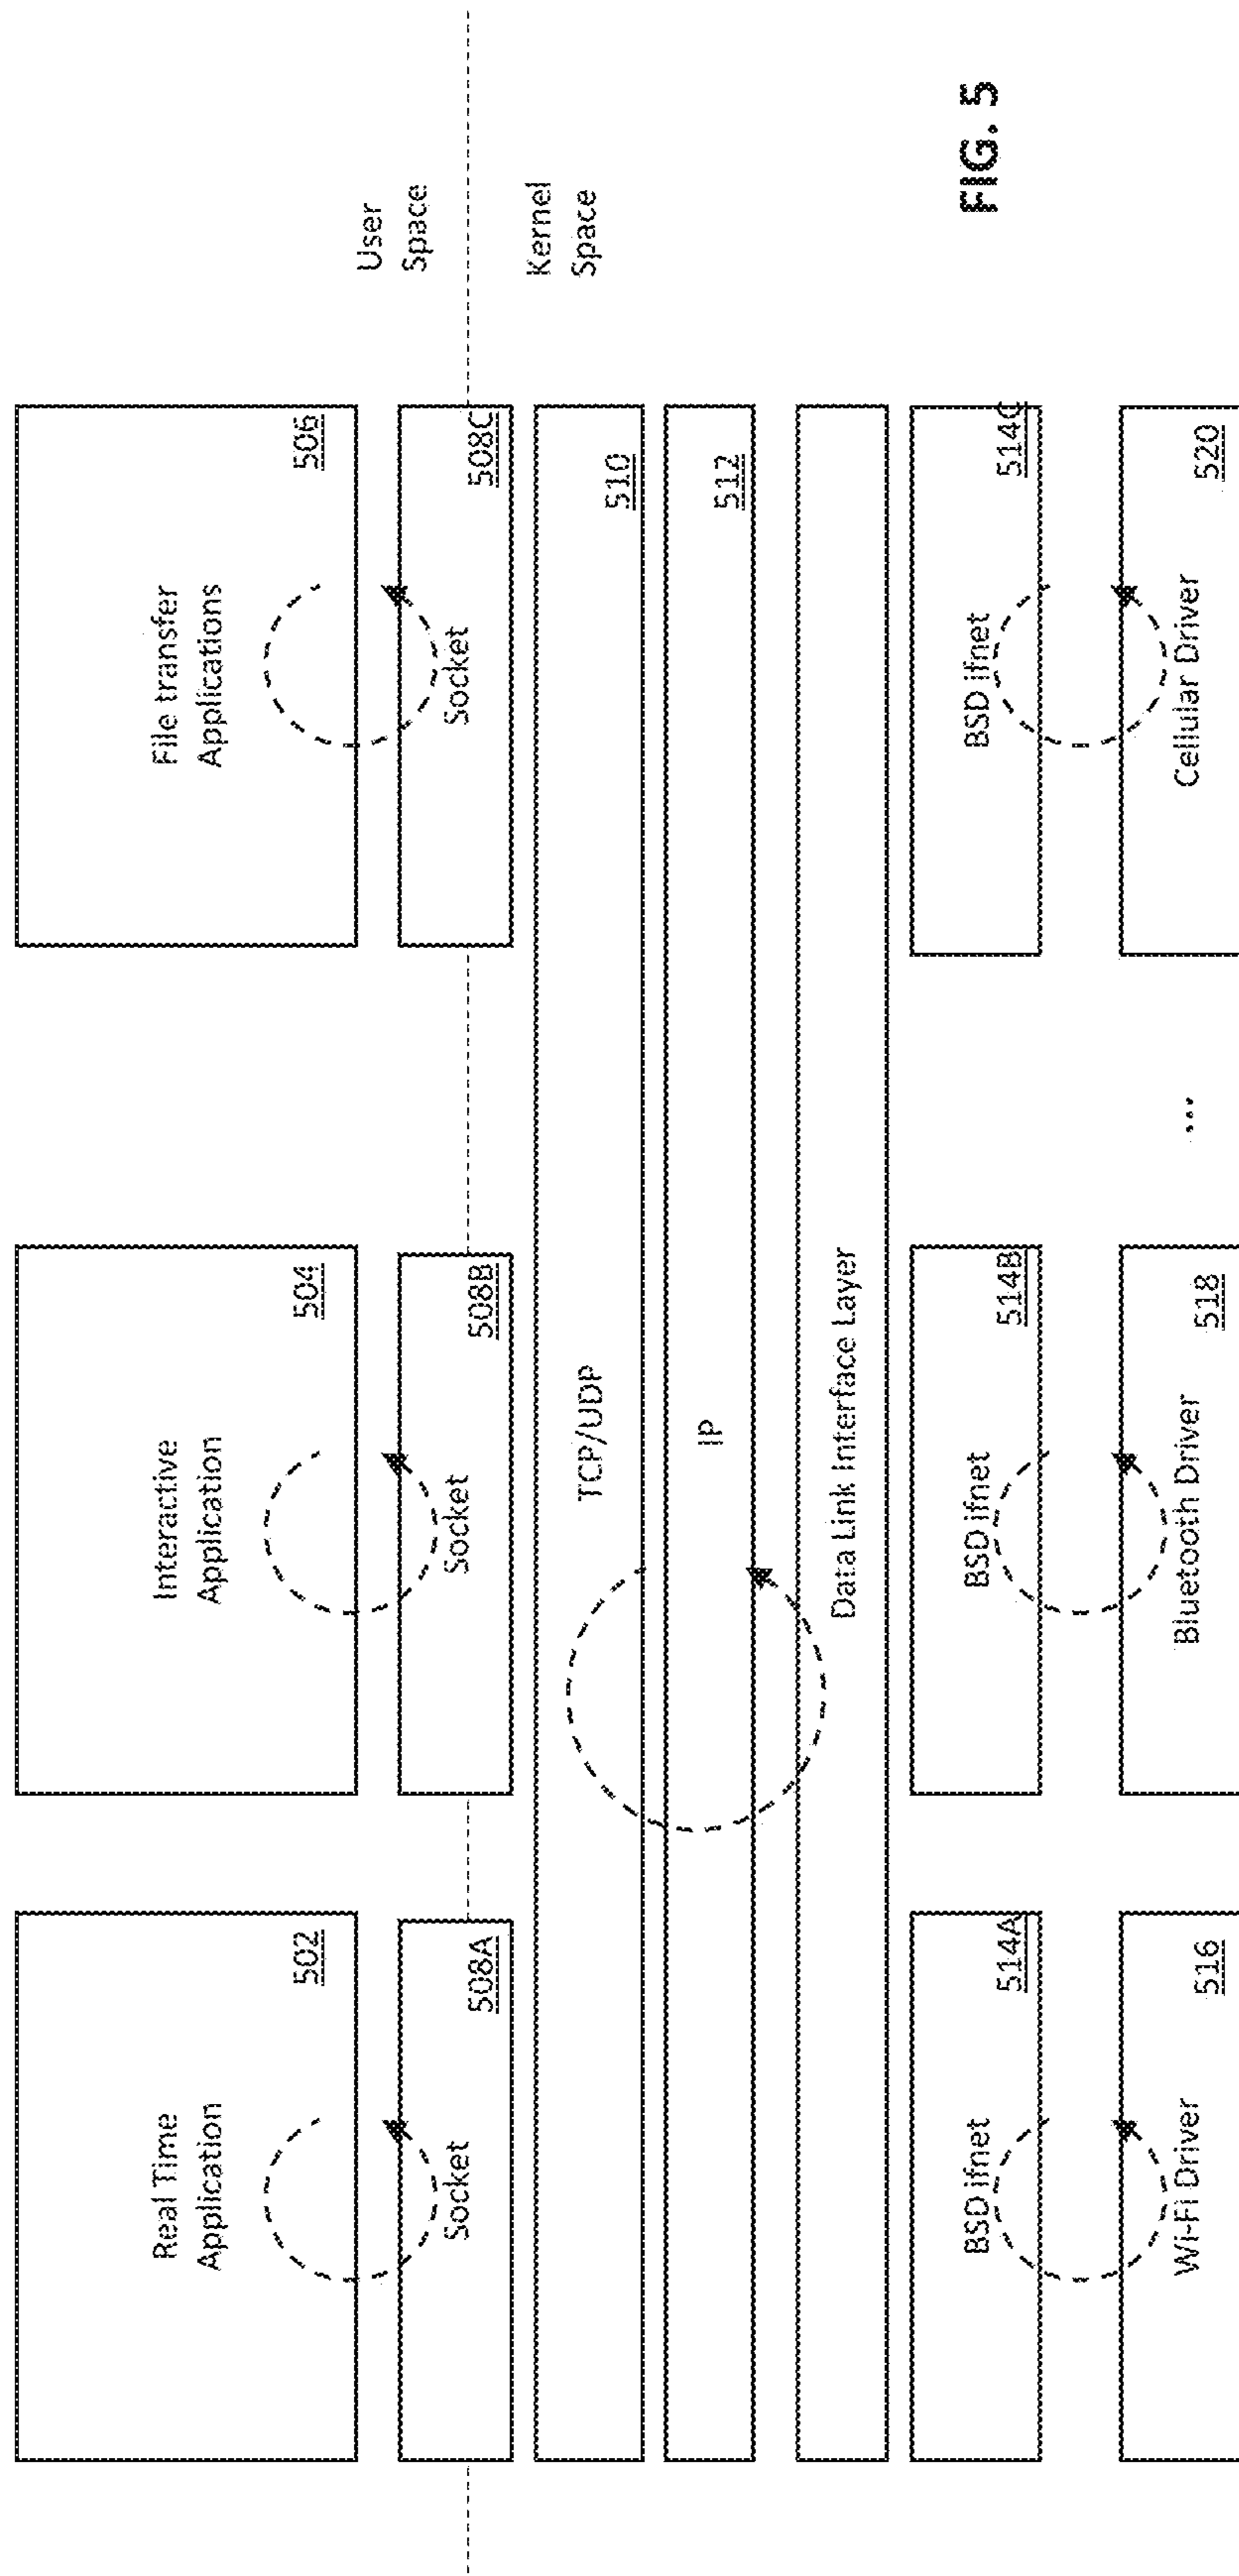 Real Time
Application
502
Interactive
Application
504
File transfer
Applications
506
User
Space
Socket
508A
Socket
508B
Socket
508C
Kernel
Space
TCP/UDP
510
IP
512
Data Link Interface Layer
BSD ifnet
514A
BSD ifnet
514B
BSD ifnet
514C
Wi-Fi Driver
516
Bluetooth Driver
518
...
Cellular Driver
520
FIG. 5